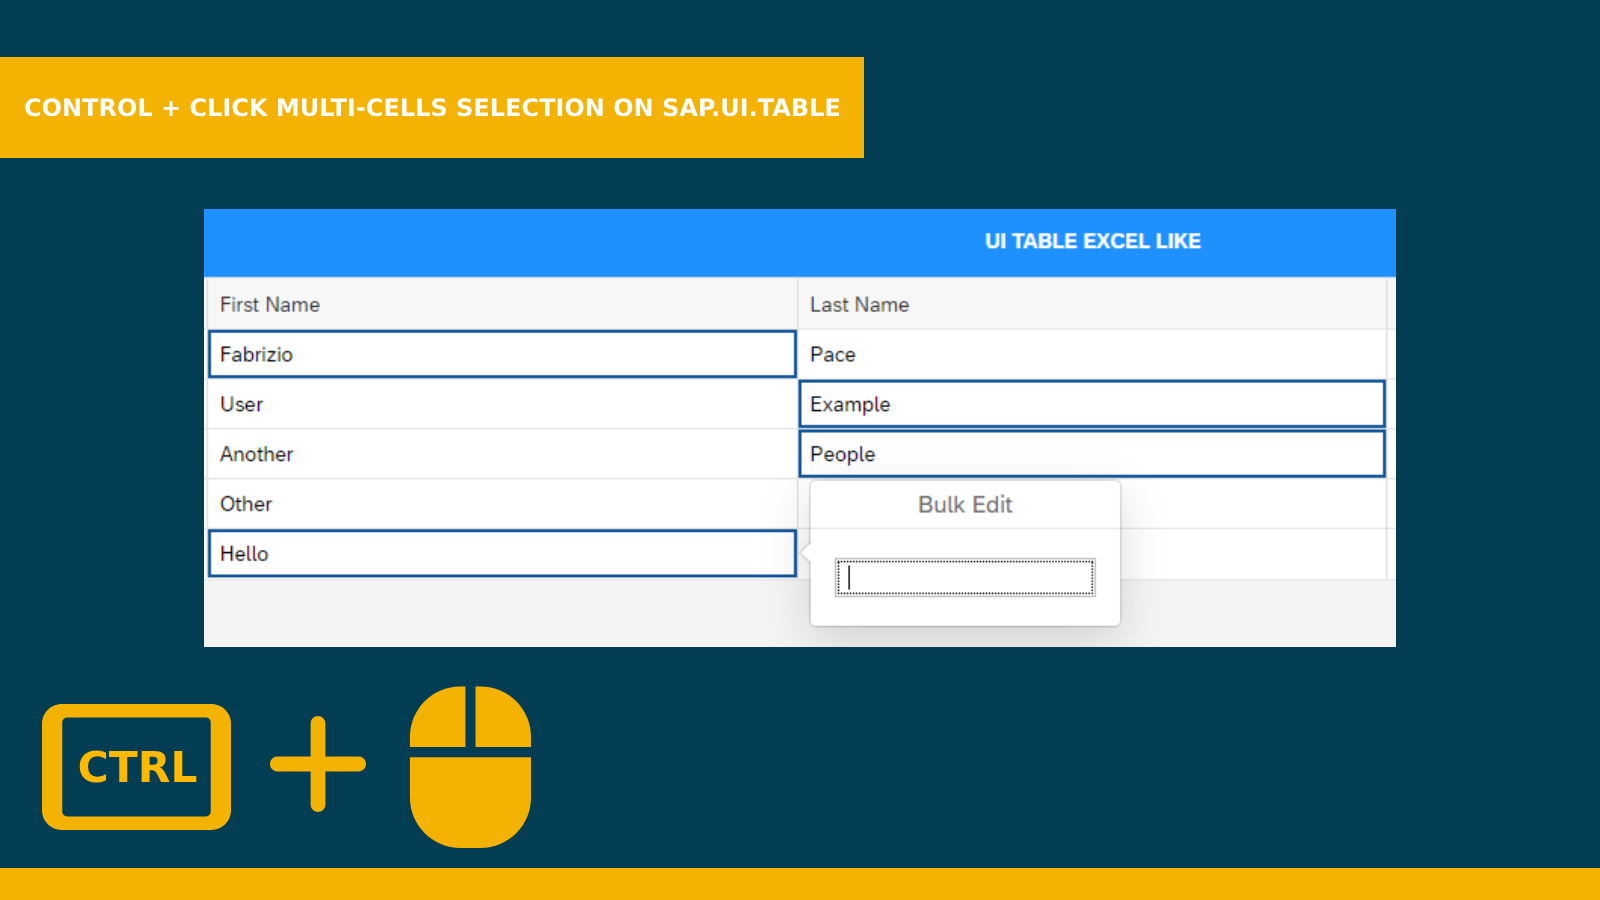 CONTROL + CLICK MULTI-CELLS SELECTION ON SAP.UI.TABLE
UI TABLE EXCEL LIKE
First Name Last Name
Fabrizio Pace
User Example
Another People
Other
Bulk Edit
Hello
CTRL